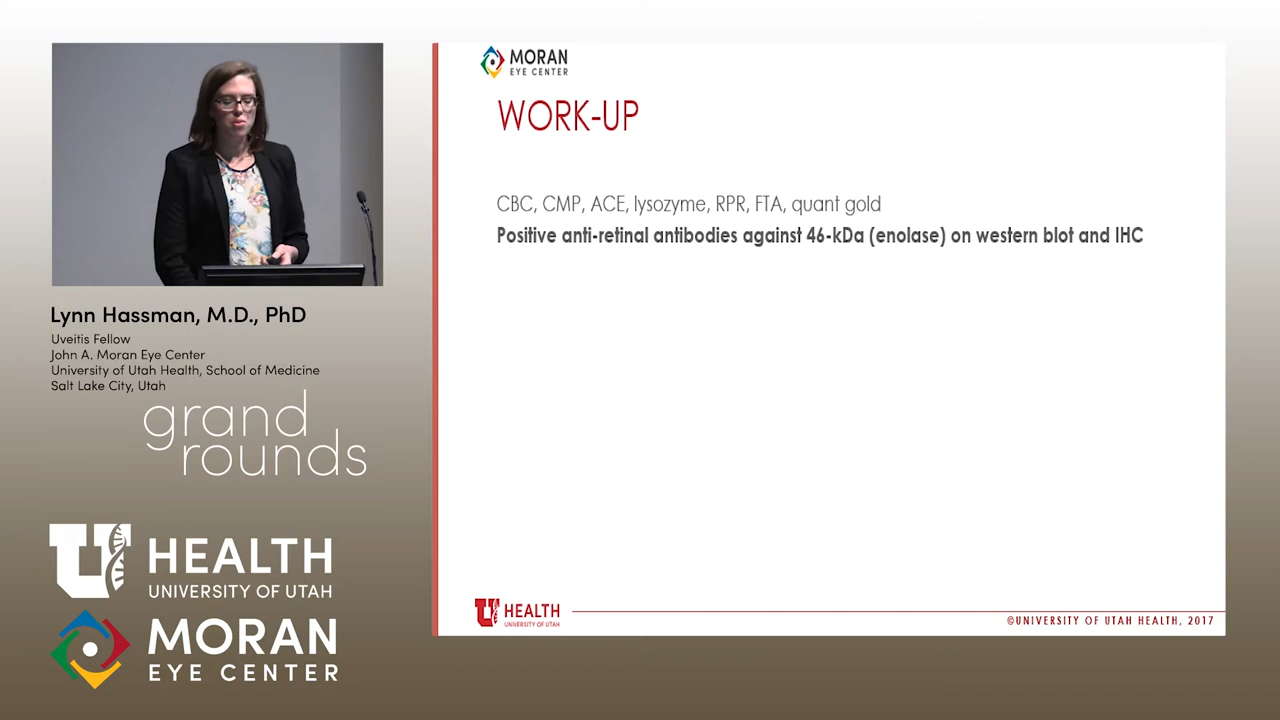 MORAN
EYE CENTER
WORK-UP
CBC, CMP, ACE, lysozyme, RPR, FTA, quant gold
Positive anti-retinal antibodies against 46-kDa (enolase) on western blot and IHC
U HEALTH
UNIVERSITY OF UTAH
©UNIVERSITY OF UTAH HEALTH, 2017
Lynn Hassman, M.D., PhD
Uveitis Fellow
John A. Moran Eye Center
University of Utah Health, School of Medicine
Salt Lake City, Utah
grand
rounds
U HEALTH
UNIVERSITY OF UTAH
MORAN
EYE CENTER